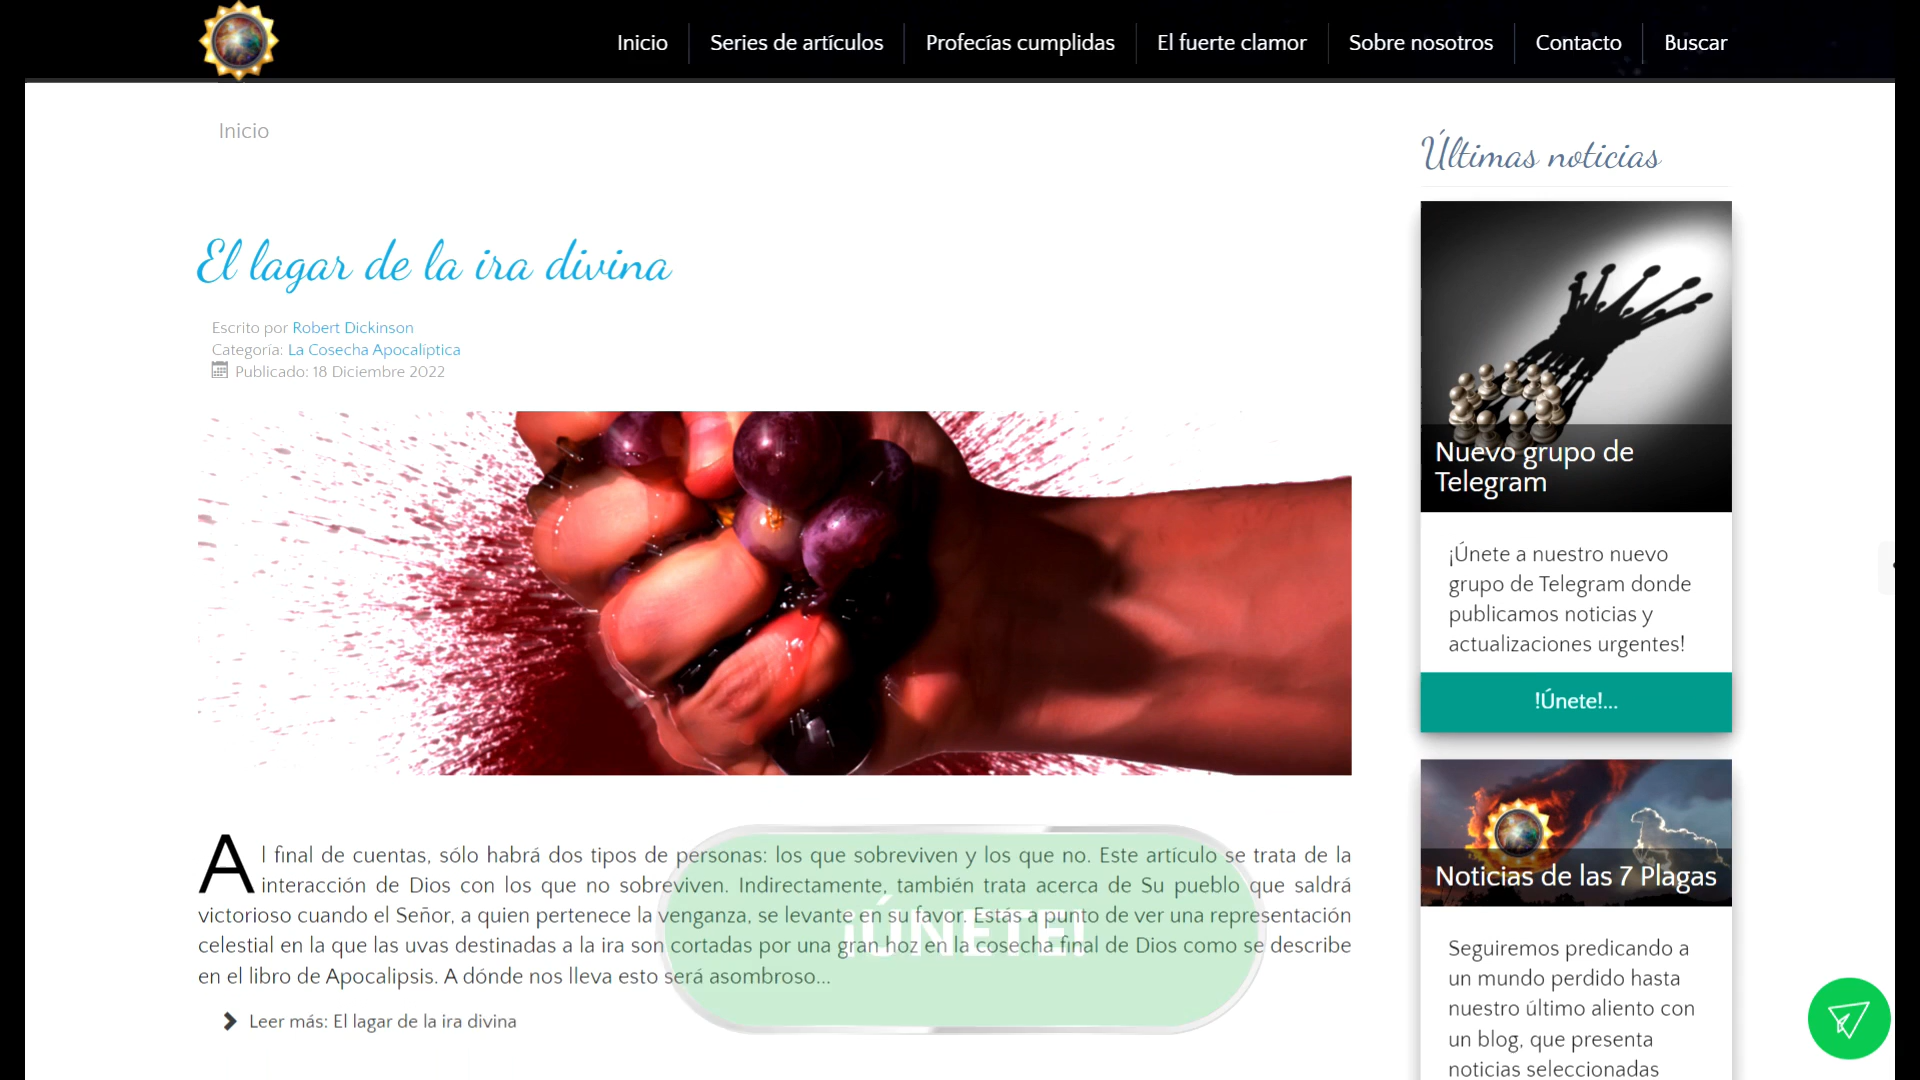 Inicio
Series de artículos
Profecías cumplidas
El fuerte clamor
Sobre nosotros
Contacto
Buscar
Inicio
El lagar de la ira divina
Escrito por Robert Dickinson
Categoría: La Cosecha Apocalíptica
Publicado: 18 Diciembre 2022
Al final de cuentas, sólo habrá dos tipos de personas: los que sobreviven y los que no. Este artículo se trata de la
interacción de Dios con los que no sobreviven. Indirectamente, también trata acerca de Su pueblo que saldrá
victorioso cuando el Señor, a quien pertenece la venganza, se levante en su favor. Estás a punto de ver una representación
celestial en la que las uvas destinadas a la ira son cortadas por una gran hoz en la cosecha final de Dios como se describe
en el libro de Apocalipsis. A dónde nos lleva esto será asombroso...
¡ÚNETE!
Leer más: El lagar de la ira divina
Últimas noticias
Nuevo grupo de
Telegram
¡Únete a nuestro nuevo
grupo de Telegram donde
publicamos noticias y
actualizaciones urgentes!
!Únete!...
Noticias de las 7 Plagas
Seguiremos predicando a
un mundo perdido hasta
nuestro último aliento con
un blog, que presenta
noticias seleccionadas